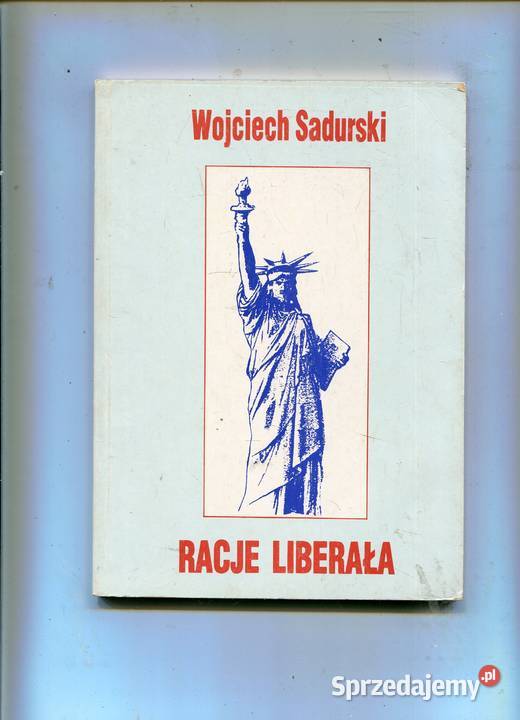 Wojciech Sadurski
RACJE LIBERAŁA
Sprzedajemy.pl